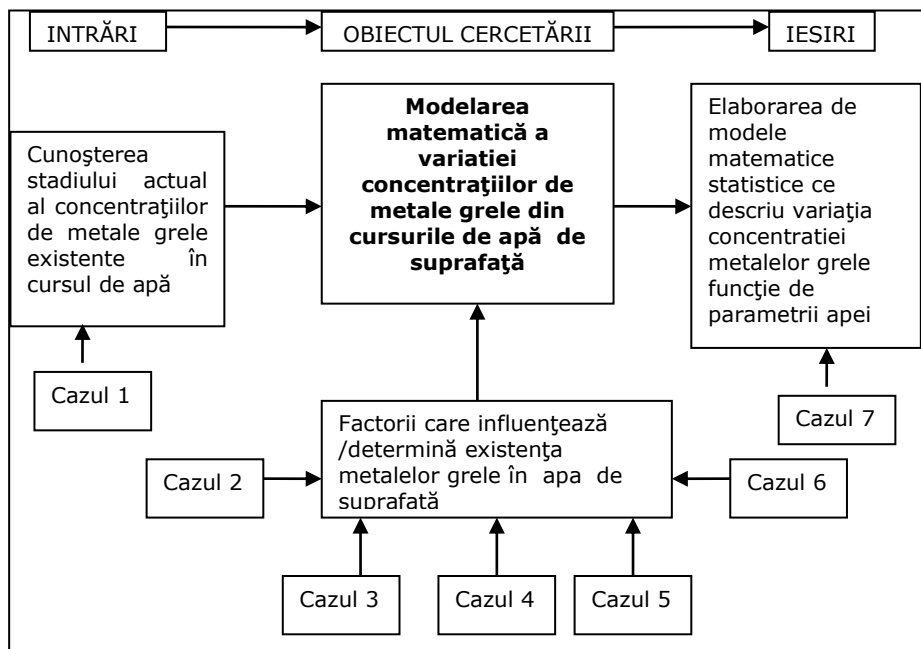 INTRĂRI
OBIECTUL CERCETĂRII
IESIRI
Cunoşterea
stadiului actual
al concentraţiilor
de metale grele
existente în
cursul de apă
Modelarea
matematică a
variatiei
concentraţiilor de
metale grele din
cursurile de apă de
suprafaţă
Elaborarea de
modele
matematice
statistice ce
descriu variaţia
concentratiei
metalelor grele
funcţie de
parametrii apei
Cazul 1
Cazul 7
Factorii care influenţează
/determină existenţa
metalelor grele în apa de
suprafată
Cazul 2
Cazul 6
Cazul 3
Cazul 4
Cazul 5